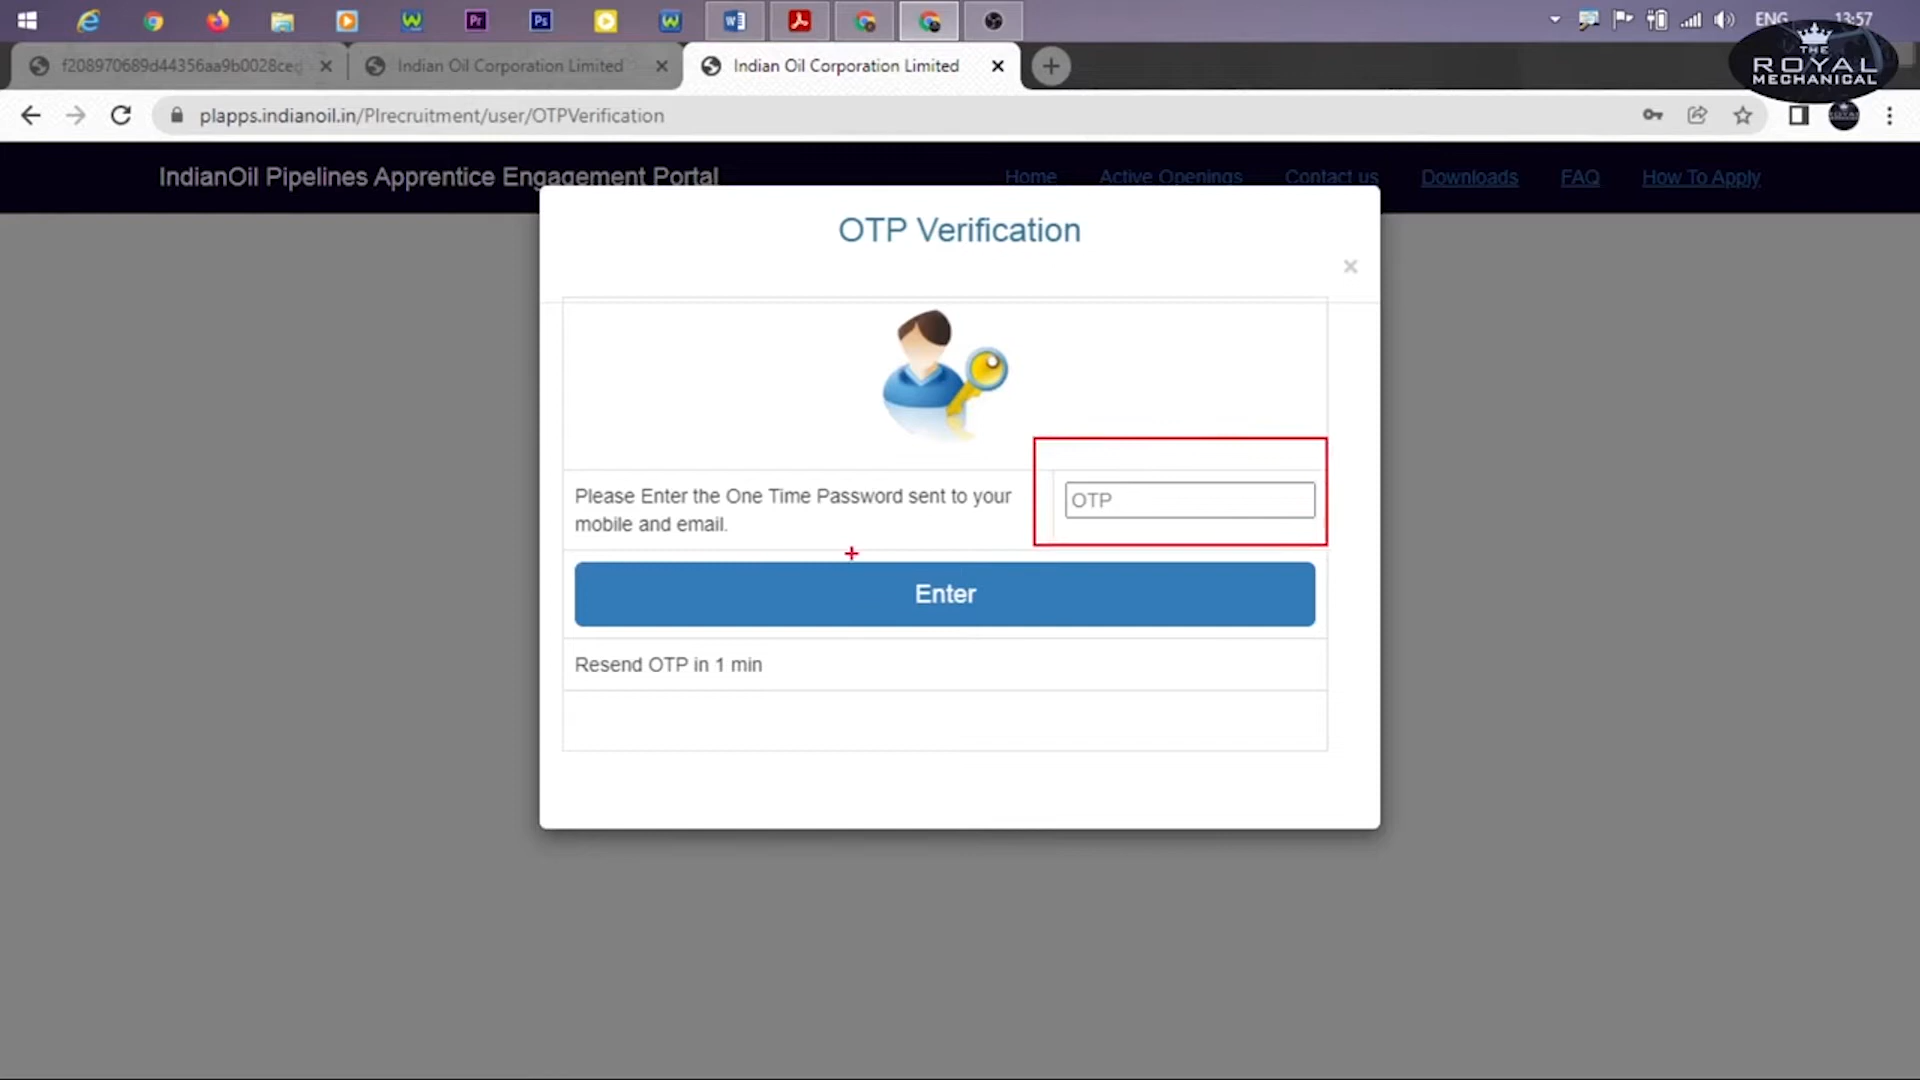 ENG
13:57
THE
ROYAL
MECHANICAL
f208970689d44356aa9b0028ced
Indian Oil Corporation Limited
Indian Oil Corporation Limited
plapps.indianoil.in/PIrecruitment/user/OTPVerification
IndianOil Pipelines Apprentice Engagement Portal
Home
Active Openings
Contact us
Downloads
FAQ
How To Apply
OTP Verification
×
Please Enter the One Time Password sent to your
mobile and email.
OTP
Enter
Resend OTP in 1 min